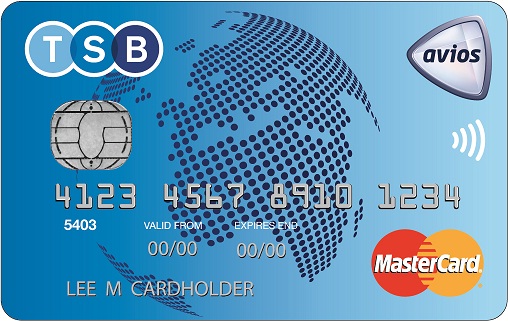 TSB
avios
4123 4567 8910 1234
5403 VALID FROM EXPIRES END
00/00 00/00
LEE M CARDHOLDER
MasterCard